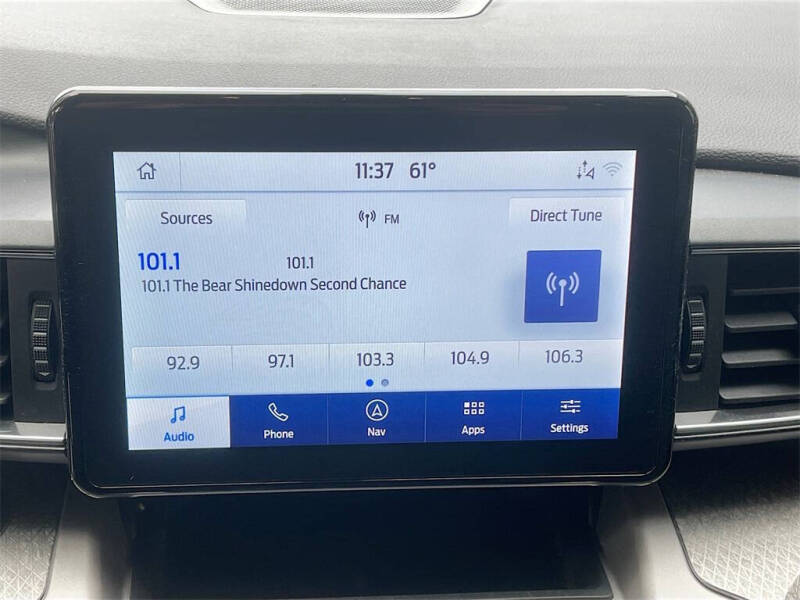 11:37 61°
Sources FM Direct Tune
101.1 101.1
101.1 The Bear Shinedown Second Chance
92.9 97.1 103.3 104.9 106.3
Audio Phone Nav Apps Settings